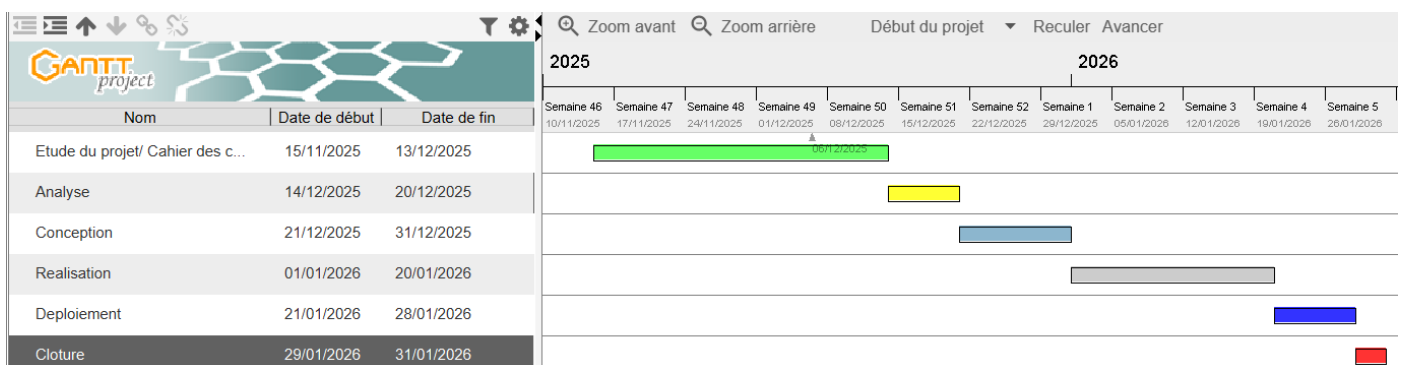 Zoom avant Zoom arrière Début du projet Reculer Avancer
GANTT project
2025 2026
Nom Date de début Date de fin
Semaine 46 Semaine 47 Semaine 48 Semaine 49 Semaine 50 Semaine 51 Semaine 52 Semaine 1 Semaine 2 Semaine 3 Semaine 4 Semaine 5
10/11/2025 17/11/2025 24/11/2025 01/12/2025 08/12/2025 15/12/2025 22/12/2025 29/12/2025 05/01/2026 12/01/2026 19/01/2026 26/01/2026
06/12/2025
Etude du projet/ Cahier des c... 15/11/2025 13/12/2025
Analyse 14/12/2025 20/12/2025
Conception 21/12/2025 31/12/2025
Realisation 01/01/2026 20/01/2026
Deploiement 21/01/2026 28/01/2026
Cloture 29/01/2026 31/01/2026